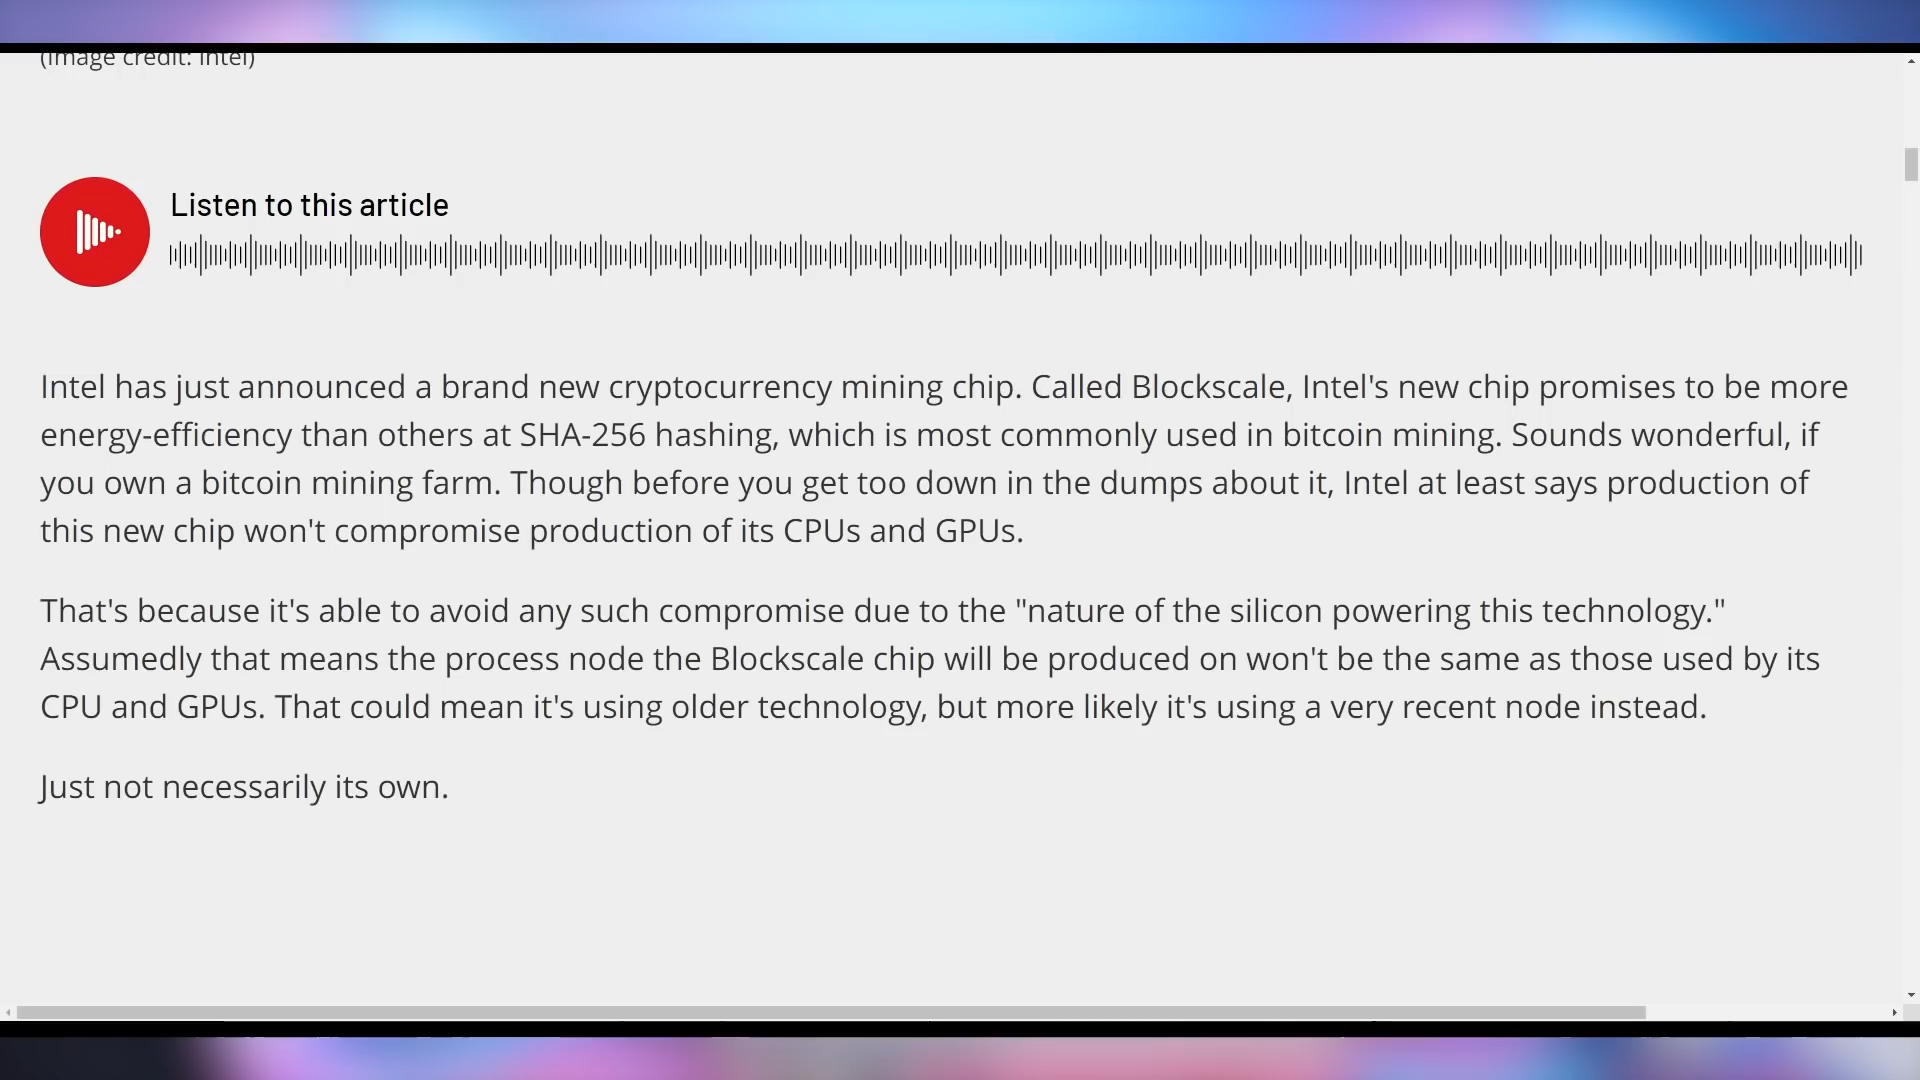 (Image credit: Intel)
Listen to this article
Intel has just announced a brand new cryptocurrency mining chip. Called Blockscale, Intel's new chip promises to be more
energy-efficiency than others at SHA-256 hashing, which is most commonly used in bitcoin mining. Sounds wonderful, if
you own a bitcoin mining farm. Though before you get too down in the dumps about it, Intel at least says production of
this new chip won't compromise production of its CPUs and GPUs.
That's because it's able to avoid any such compromise due to the "nature of the silicon powering this technology."
Assumedly that means the process node the Blockscale chip will be produced on won't be the same as those used by its
CPU and GPUs. That could mean it's using older technology, but more likely it's using a very recent node instead.
Just not necessarily its own.